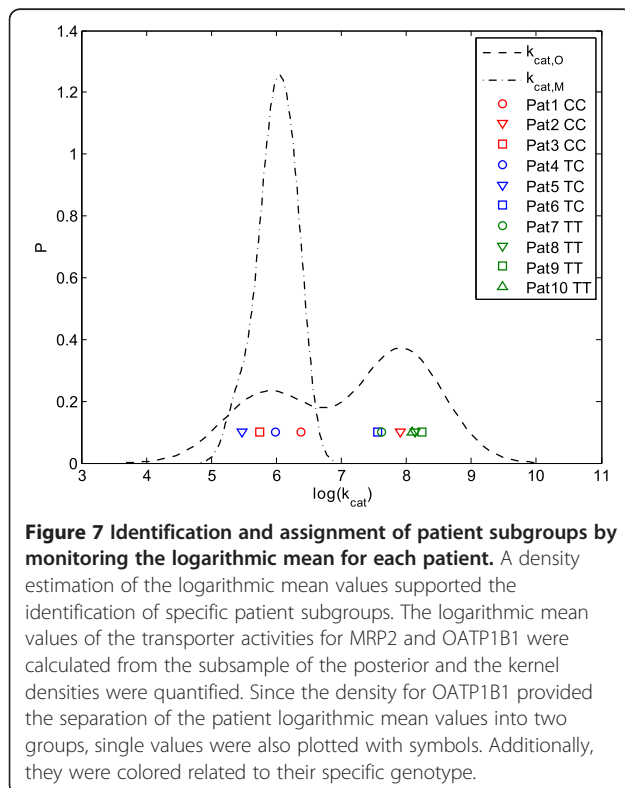 1.4
1.2
1
0.8
0.6
0.4
0.2
0
P
3 4 5 6 7 8 9 10 11
log(k_cat)
k_cat,O
k_cat,M
Pat1 CC
Pat2 CC
Pat3 CC
Pat4 TC
Pat5 TC
Pat6 TC
Pat7 TT
Pat8 TT
Pat9 TT
Pat10 TT
Figure 7 Identification and assignment of patient subgroups by
monitoring the logarithmic mean for each patient. A density
estimation of the logarithmic mean values supported the
identification of specific patient subgroups. The logarithmic mean
values of the transporter activities for MRP2 and OATP1B1 were
calculated from the subsample of the posterior and the kernel
densities were quantified. Since the density for OATP1B1 provided
the separation of the patient logarithmic mean values into two
groups, single values were also plotted with symbols. Additionally,
they were colored related to their specific genotype.